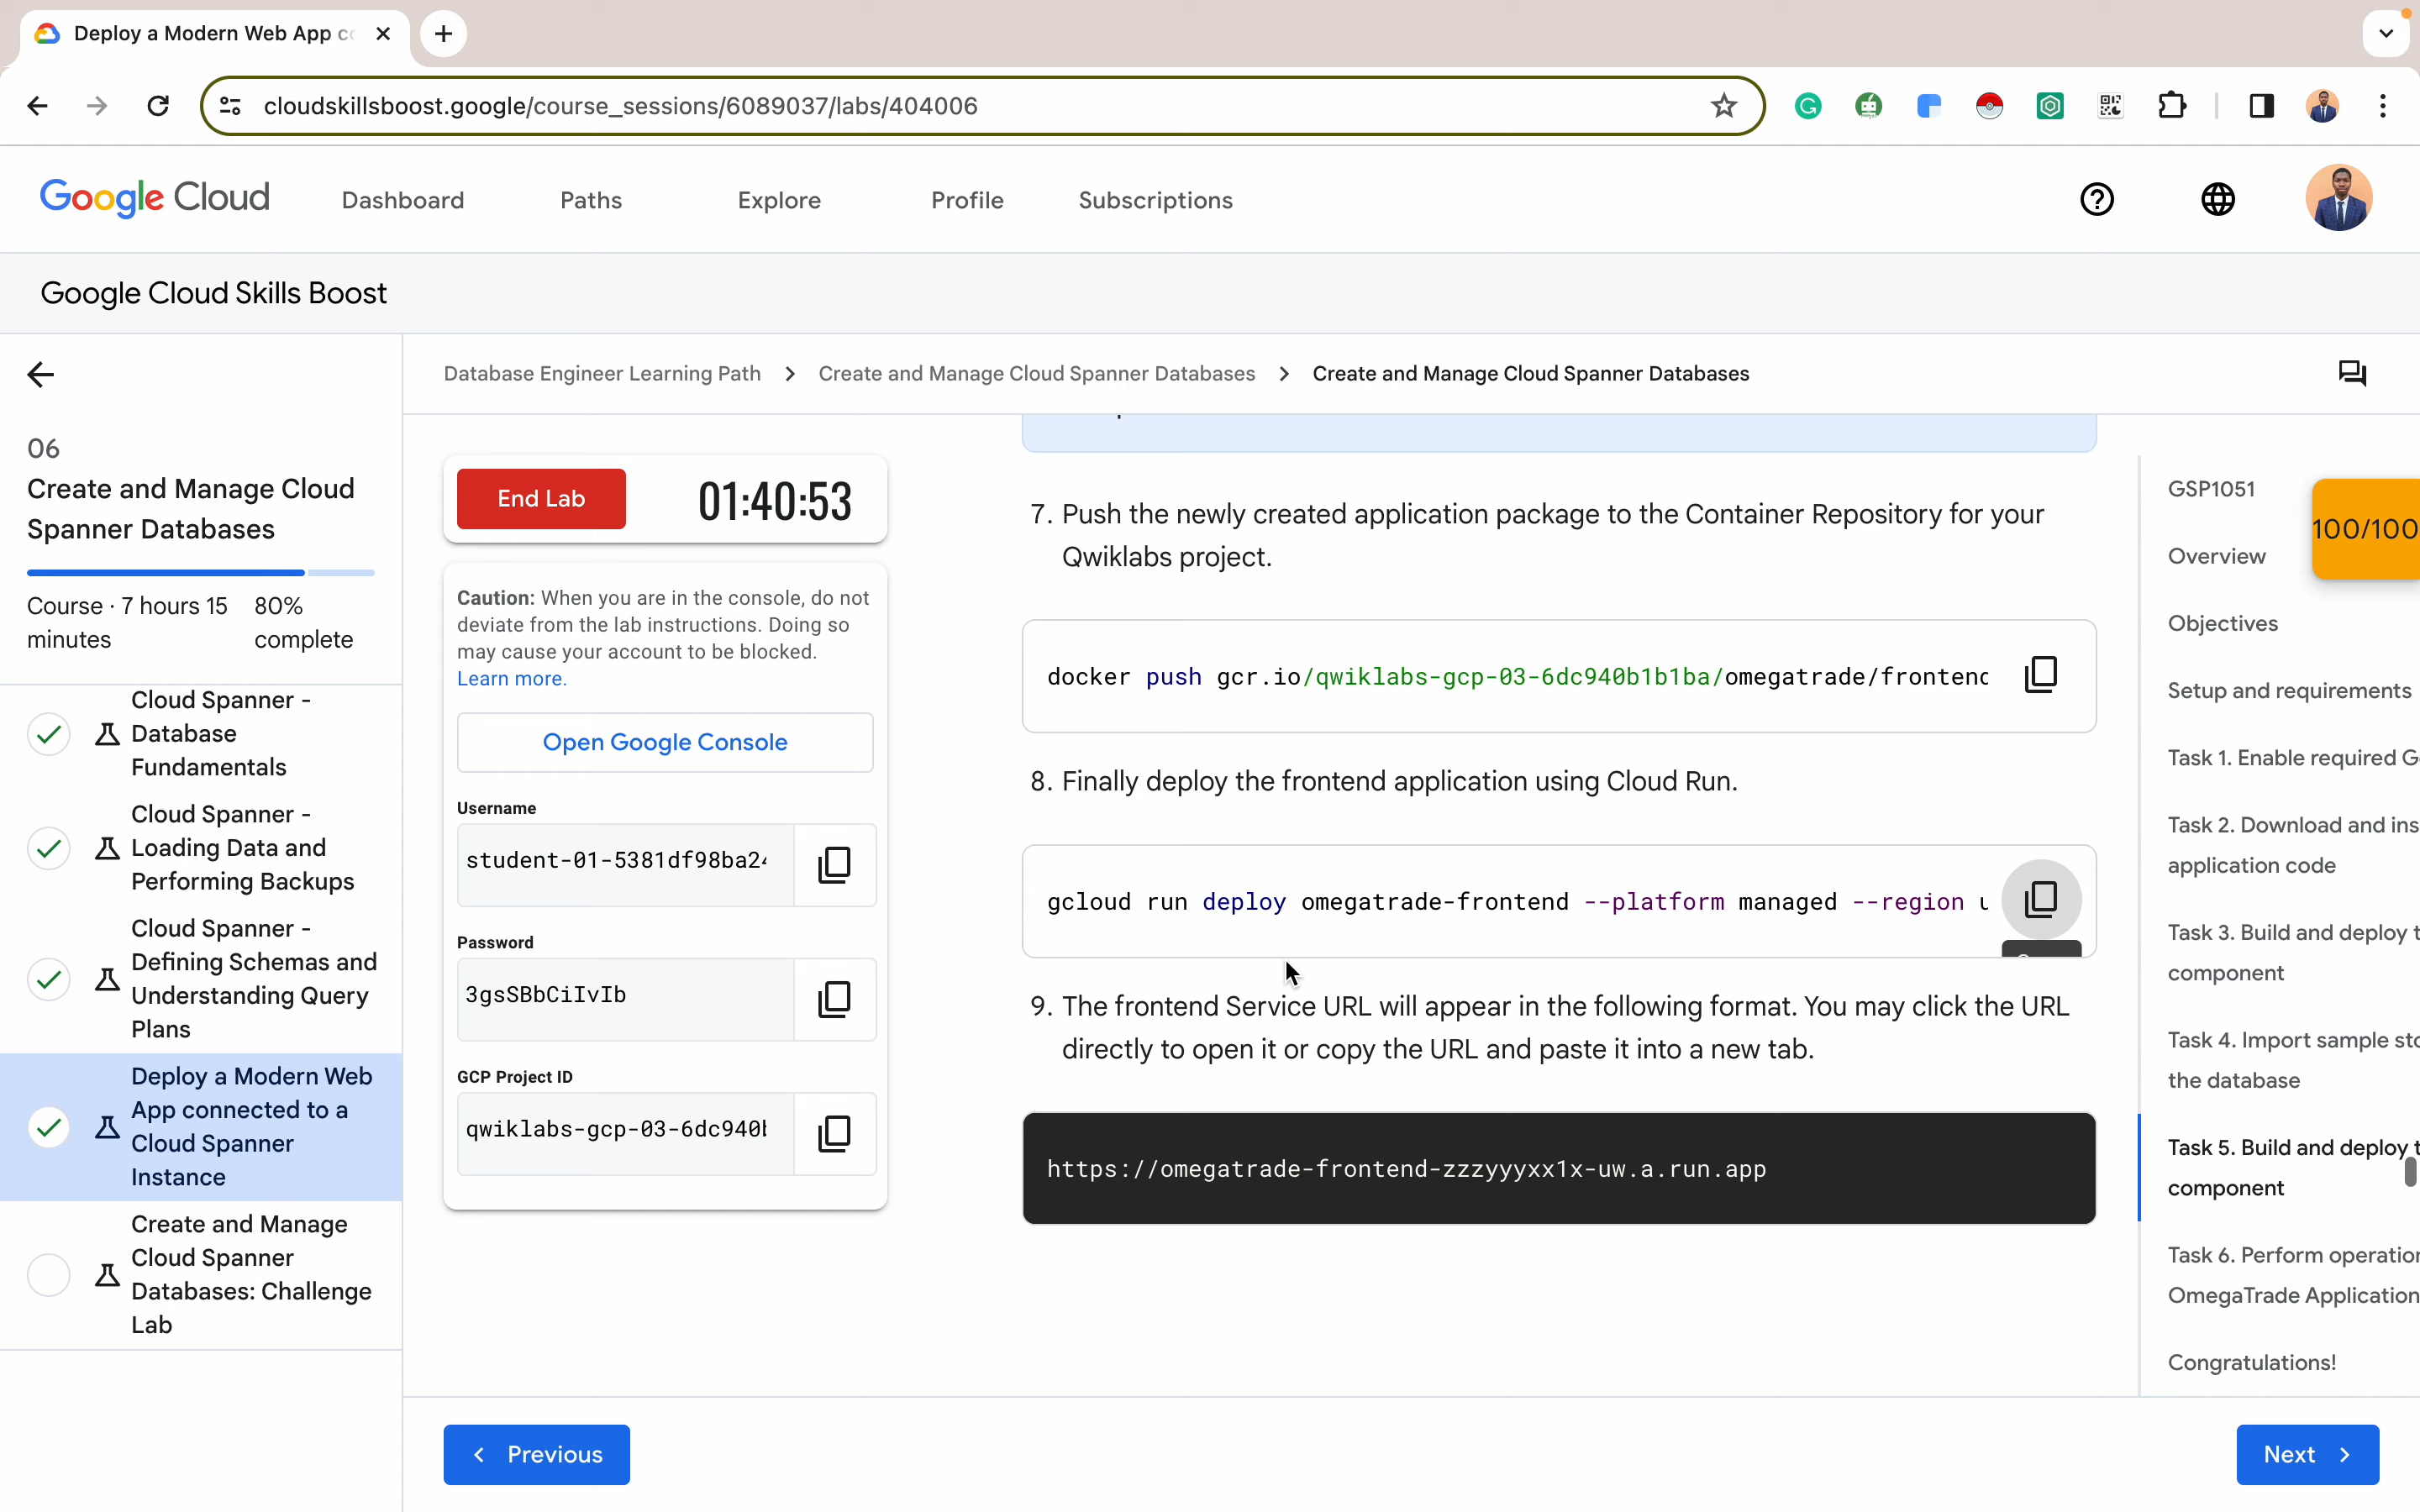 Deploy a Modern Web App
cloudskillsboost.google/course_sessions/6089037/labs/404006
Google Cloud
Dashboard
Paths
Explore
Profile
Subscriptions
Google Cloud Skills Boost
Database Engineer Learning Path > Create and Manage Cloud Spanner Databases > Create and Manage Cloud Spanner Databases
06
Create and Manage Cloud
Spanner Databases
Course · 7 hours 15
minutes
80%
complete
Cloud Spanner -
Database
Fundamentals
Cloud Spanner -
Loading Data and
Performing Backups
Cloud Spanner -
Defining Schemas and
Understanding Query
Plans
Deploy a Modern Web
App connected to a
Cloud Spanner
Instance
Create and Manage
Cloud Spanner
Databases: Challenge
Lab
End Lab
01:40:53
Caution: When you are in the console, do not
deviate from the lab instructions. Doing so
may cause your account to be blocked.
Learn more.
Open Google Console
Username
student-01-5381df98ba24
Password
3gsSBbCiIvIb
GCP Project ID
qwiklabs-gcp-03-6dc940b
7. Push the newly created application package to the Container Repository for your
Qwiklabs project.
docker push gcr.io/qwiklabs-gcp-03-6dc940b1b1ba/omegatrade/frontend
8. Finally deploy the frontend application using Cloud Run.
gcloud run deploy omegatrade-frontend --platform managed --region u
9. The frontend Service URL will appear in the following format. You may click the URL
directly to open it or copy the URL and paste it into a new tab.
https://omegatrade-frontend-zzzyyyxx1x-uw.a.run.app
GSP1051
100/100
Overview
Objectives
Setup and requirements
Task 1. Enable required G
Task 2. Download and ins
application code
Task 3. Build and deploy t
component
Task 4. Import sample sto
the database
Task 5. Build and deploy t
component
Task 6. Perform operation
OmegaTrade Application
Congratulations!
Previous
Next